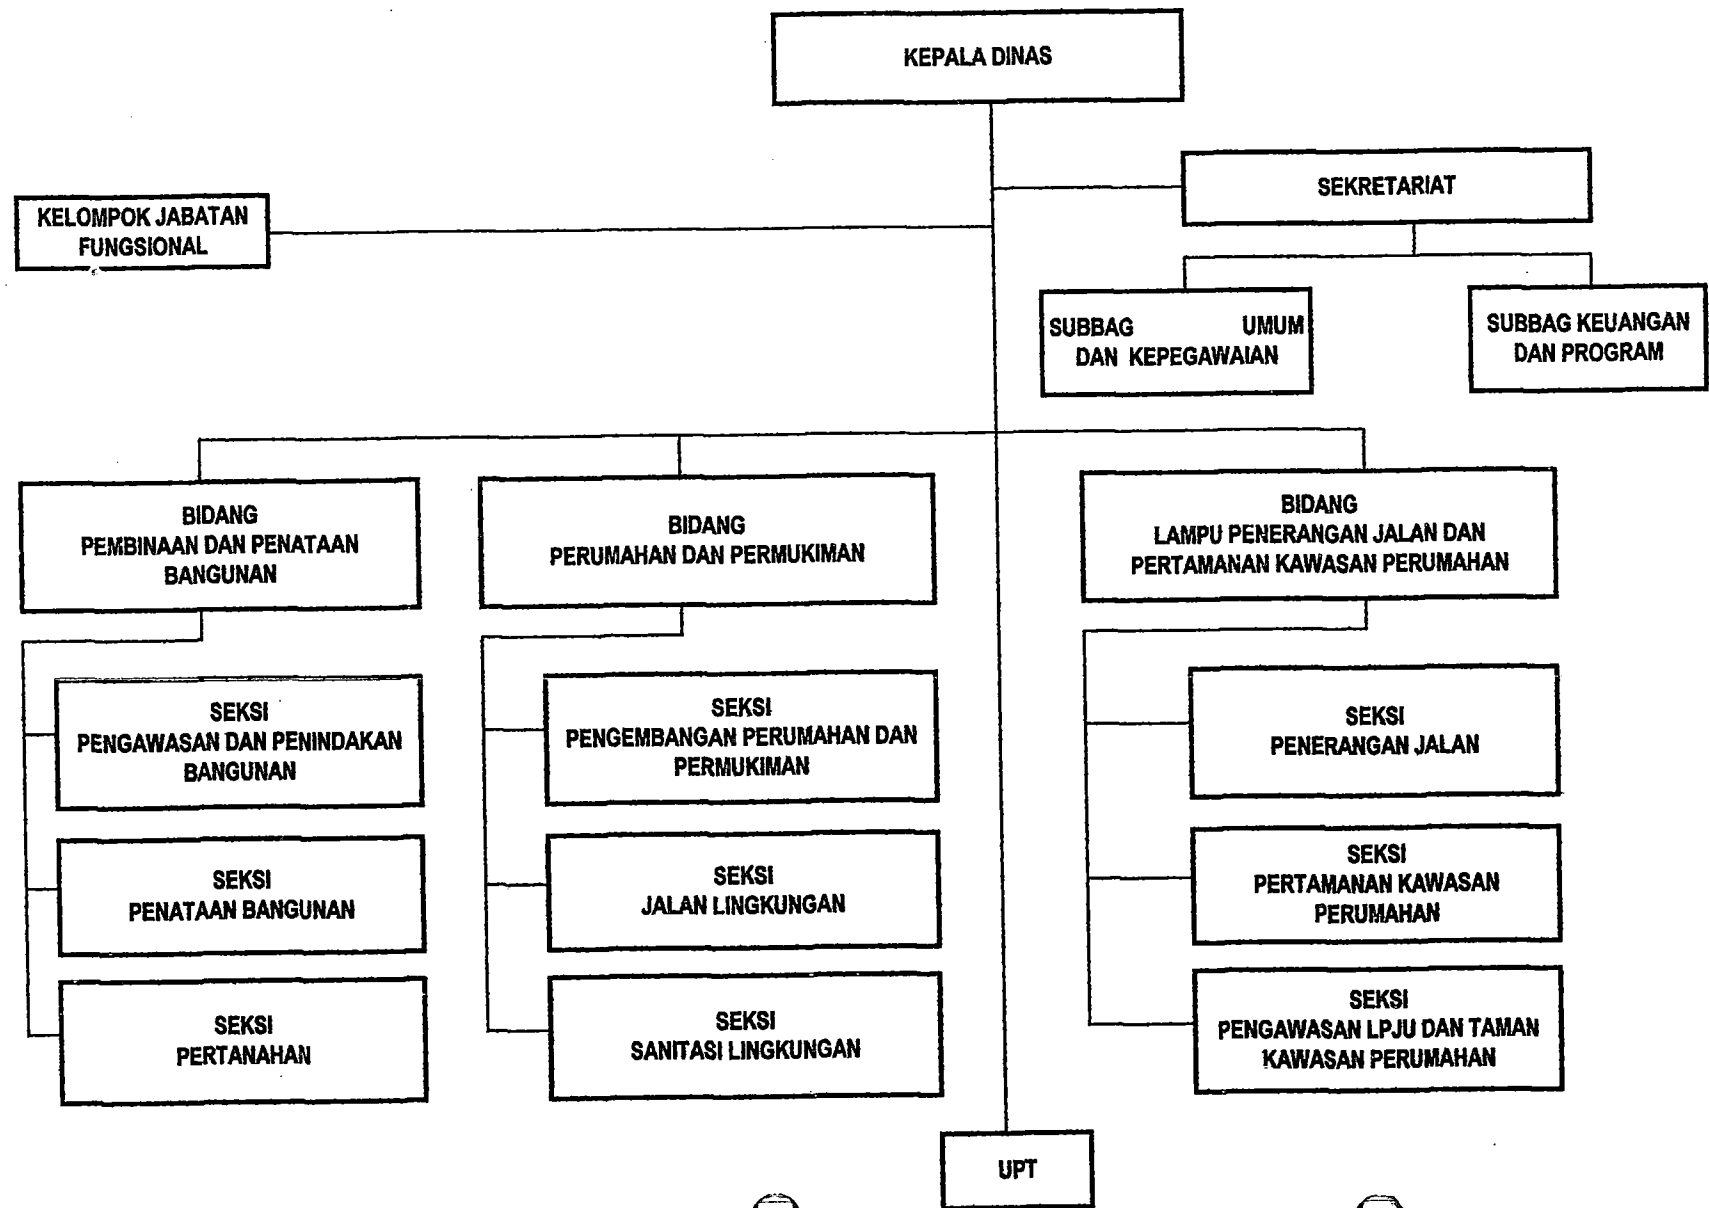 KEPALA DINAS
SEKRETARIAT
KELOMPOK JABATAN
FUNGSIONAL
SUBBAG UMUM
DAN KEPEGAWAIAN
SUBBAG KEUANGAN
DAN PROGRAM
BIDANG
PEMBINAAN DAN PENATAAN
BANGUNAN
BIDANG
PERUMAHAN DAN PERMUKIMAN
BIDANG
LAMPU PENERANGAN JALAN DAN
PERTAMANAN KAWASAN PERUMAHAN
SEKSI
PENGAWASAN DAN PENINDAKAN
BANGUNAN
SEKSI
PENATAAN BANGUNAN
SEKSI
PERTANAHAN
SEKSI
PENGEMBANGAN PERUMAHAN DAN
PERMUKIMAN
SEKSI
JALAN LINGKUNGAN
SEKSI
SANITASI LINGKUNGAN
SEKSI
PENERANGAN JALAN
SEKSI
PERTAMANAN KAWASAN
PERUMAHAN
SEKSI
PENGAWASAN LPJU DAN TAMAN
KAWASAN PERUMAHAN
UPT